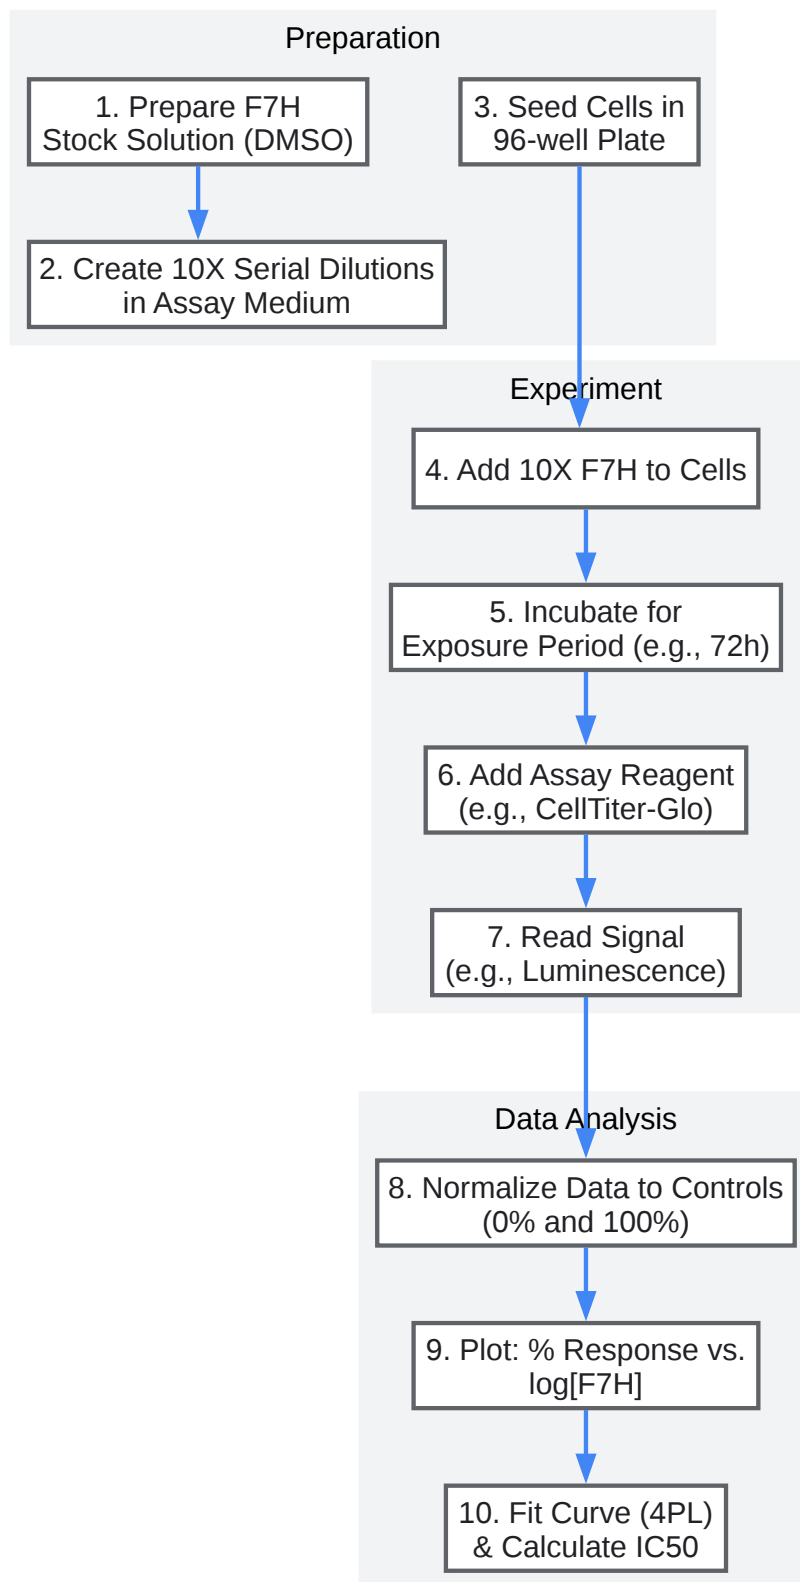 Preparation
1. Prepare F7H
Stock Solution (DMSO)
3. Seed Cells in
96-well Plate
2. Create 10X Serial Dilutions
in Assay Medium
Experiment
4. Add 10X F7H to Cells
5. Incubate for
Exposure Period (e.g., 72h)
6. Add Assay Reagent
(e.g., CellTiter-Glo)
7. Read Signal
(e.g., Luminescence)
Data Analysis
8. Normalize Data to Controls
(0% and 100%)
9. Plot: % Response vs.
log[F7H]
10. Fit Curve (4PL)
& Calculate IC50